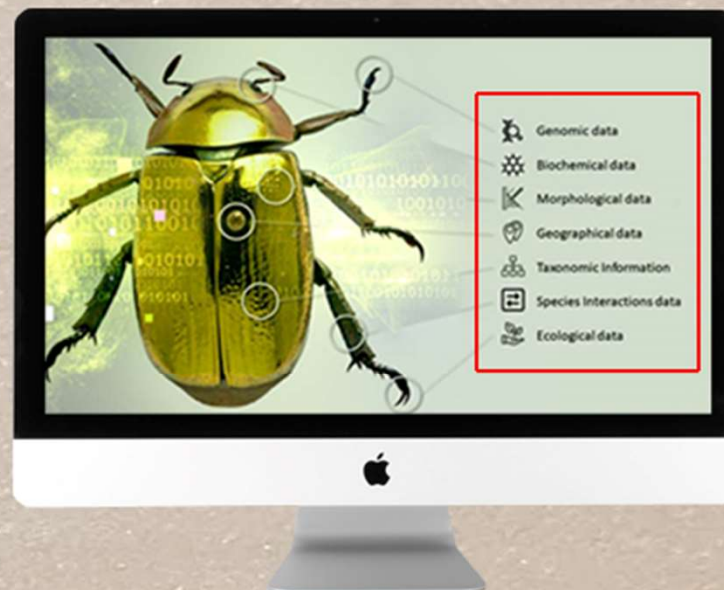 Genomic data
Biochemical data
Morphological data
Geographical data
Taxonomic Information
Species Interactions data
Ecological data